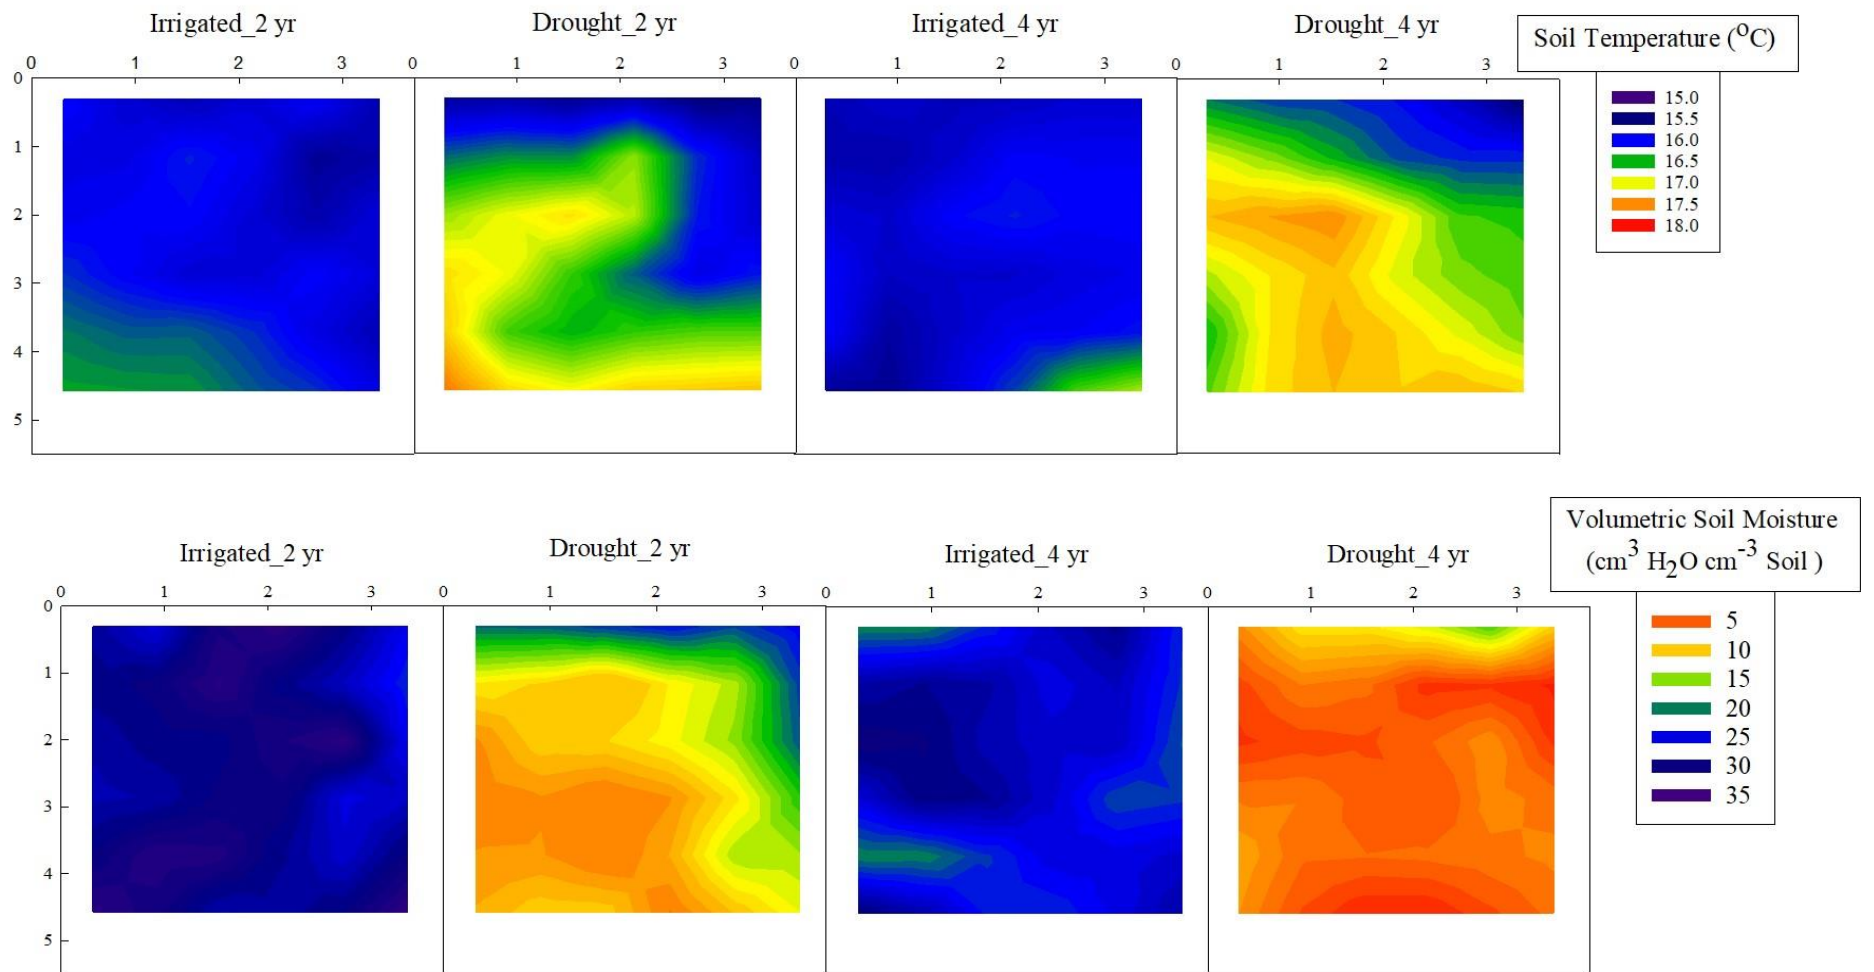 Irrigated_2 yr
Drought_2 yr
Irrigated_4 yr
Drought_4 yr
Soil Temperature (°C)
0 1 2 3 0 1 2 3 0 1 2 3 0 1 2 3
0
1
2
3
4
5
15.0
15.5
16.0
16.5
17.0
17.5
18.0
Irrigated_2 yr
Drought_2 yr
Irrigated_4 yr
Drought_4 yr
Volumetric Soil Moisture
(cm³ H₂O cm⁻³ Soil )
0 1 2 3 0 1 2 3 0 1 2 3 0 1 2 3
0
1
2
3
4
5
5
10
15
20
25
30
35